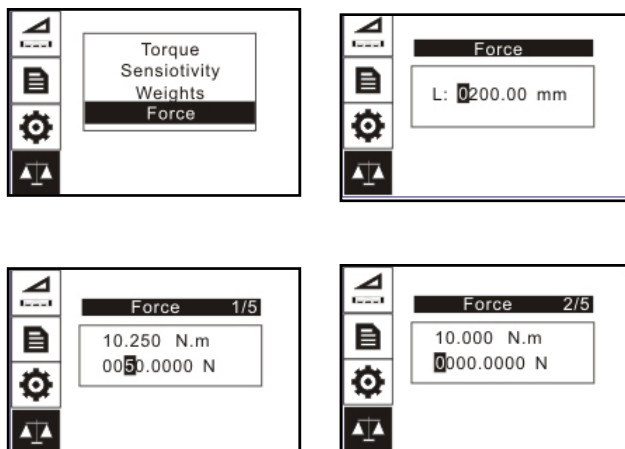 Torque
Sensiotivity
Weights
Force
Force
L: 0200.00 mm
Force 1/5
10.250 N.m
0050.0000 N
Force 2/5
10.000 N.m
0000.0000 N